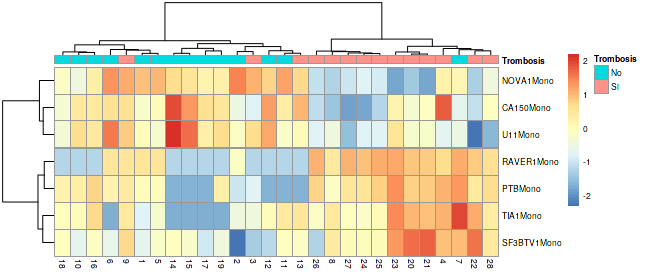 Trombosis
NOVA1Mono
CA150Mono
U11Mono
RAVER1Mono
PTBMono
TIA1Mono
SF3BTV1Mono
18 10 16 6 9 1 5 14 15 17 19 2 3 12 11 13 26 8 27 24 25 23 20 21 4 7 22 28
2
1
0
-1
-2
Trombosis
No
SI